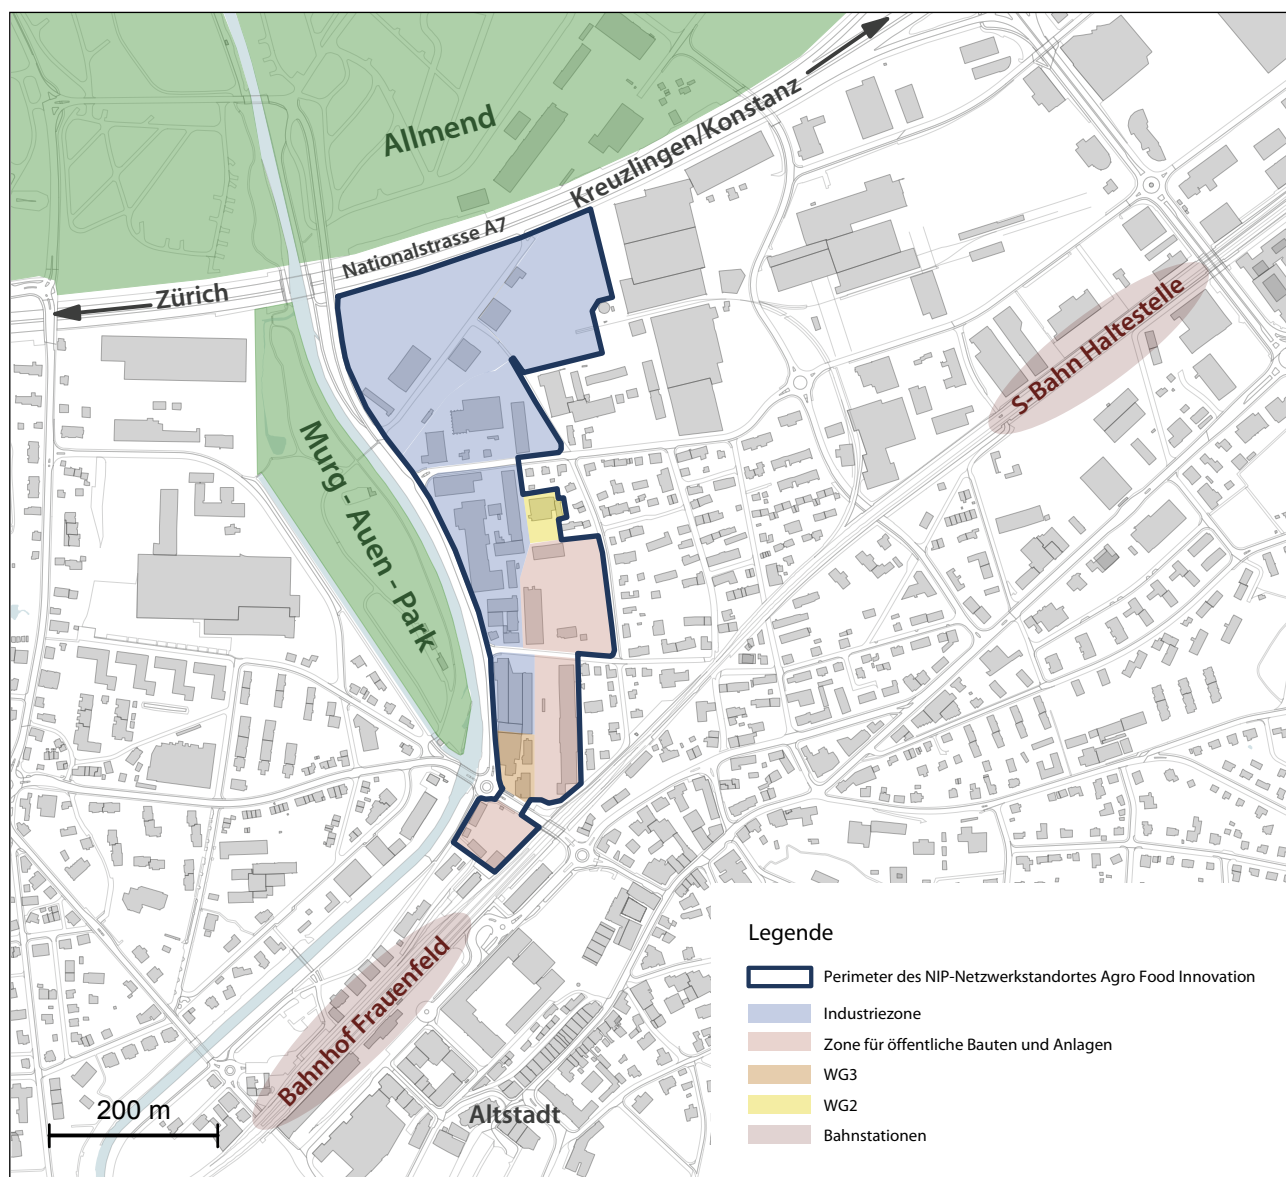 Allmend
Kreuzlingen/Konstanz
Nationalstrasse A7
Zürich
S-Bahn Haltestelle
Murg - Auen - Park
Bahnhof Frauenfeld
Altstadt
200 m
Legende
Perimeter des NIP-Netzwerkstandortes Agro Food Innovation
Industriezone
Zone für öffentliche Bauten und Anlagen
WG3
WG2
Bahnstationen